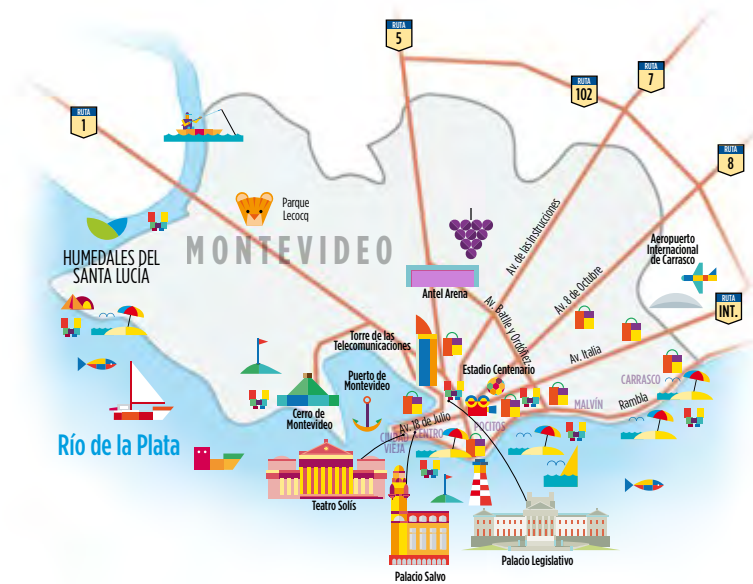 RUTA
5
RUTA
7
RUTA
102
RUTA
1
RUTA
8
Parque
Lecocq
MONTEVIDEO
HUMEDALES DEL
SANTA LUCÍA
Av. de las Instrucciones
Aeropuerto
Internacional
de Carrasco
Antel Arena
Av. 8 de Octubre
RUTA
INT.
Av. Batlle y Ordóñez
Torre de las
Telecomunicaciones
Av. Italia
Estadio Centenario
Puerto de
Montevideo
CARRASCO
Cerro de
Montevideo
MALVÍN
Rambla
Av. 18 de Julio
POCITOS
CIUDAD
VIEJA
CENTRO
Río de la Plata
Teatro Solís
Palacio Legislativo
Palacio Salvo